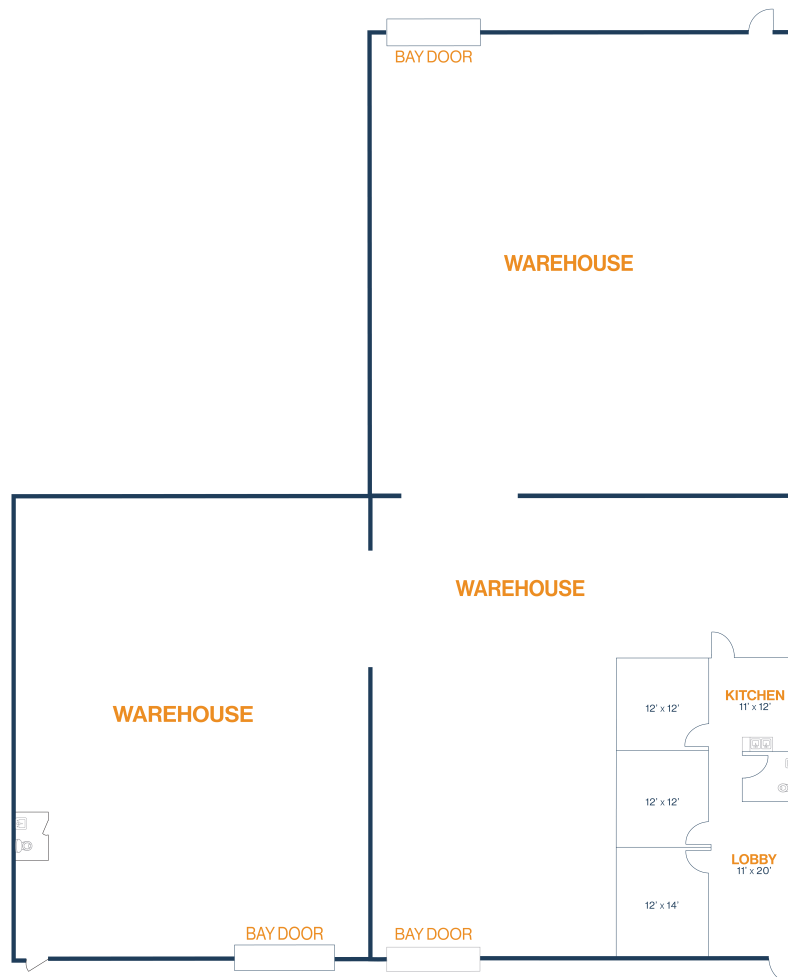 BAY DOOR
WAREHOUSE
WAREHOUSE
KITCHEN
11' x 12'
12' x 12'
WAREHOUSE
12' x 12'
LOBBY
11' x 20'
12' x 14'
BAY DOOR
BAY DOOR